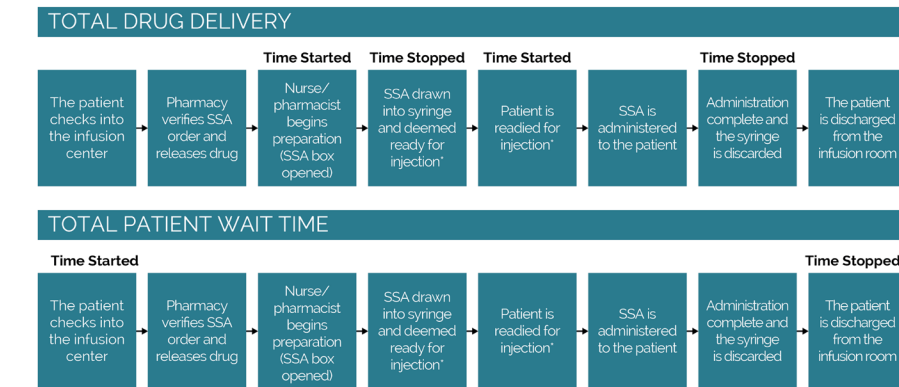 TOTAL DRUG DELIVERY
Time Started
Time Stopped
Time Started
Time Stopped
The patient
checks into
the infusion
center
Pharmacy
verifies SSA
order and
releases drug
Nurse/
pharmacist
begins
preparation
(SSA box
opened)
SSA drawn
into syringe
and deemed
ready for
injection*
Patient is
readied for
injection*
SSA is
administered
to the patient
Administration
complete and
the syringe
is discarded
The patient
is discharged
from the
infusion room
TOTAL PATIENT WAIT TIME
Time Started
Time Stopped
The patient
checks into
the infusion
center
Pharmacy
verifies SSA
order and
releases drug
Nurse/
pharmacist
begins
preparation
(SSA box
opened)
SSA drawn
into syringe
and deemed
ready for
injection*
Patient is
readied for
injection*
SSA is
administered
to the patient
Administration
complete and
the syringe
is discarded
The patient
is discharged
from the
infusion room